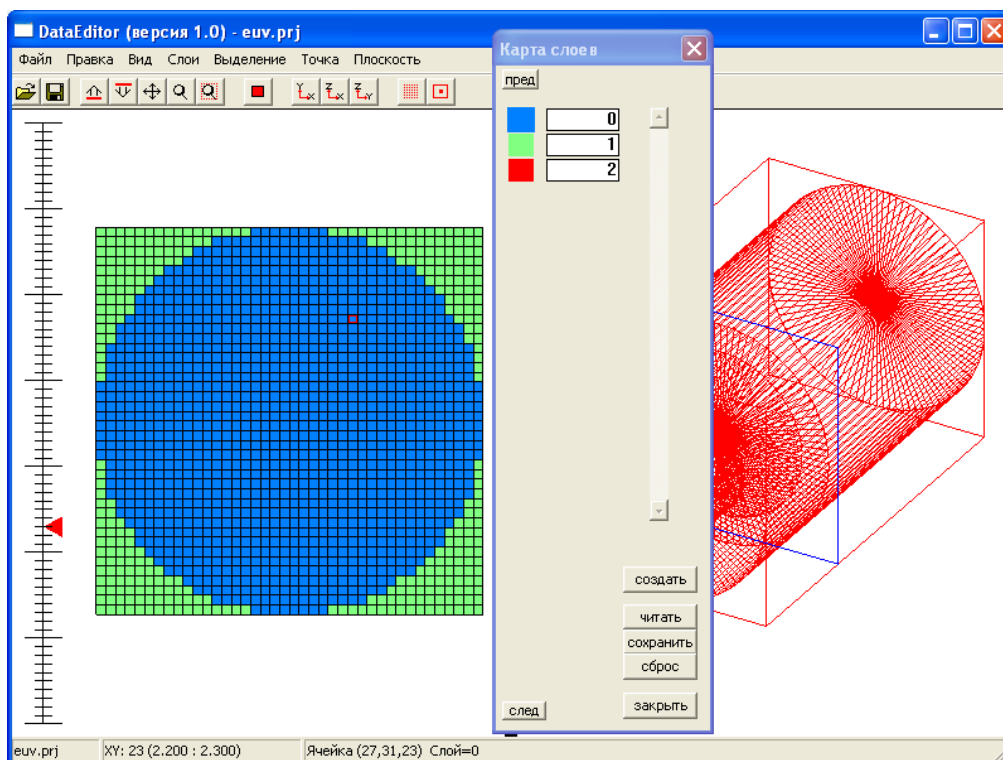 DataEditor (версия 1.0) - euv.prj
Файл Правка Вид Слои Выделение Точка Плоскость
Карта слоев
пред
0
1
2
создать
читать
сохранить
сброс
след
закрыть
euv.prj XY: 23 (2.200 : 2.300) Ячейка (27,31,23) Слой=0